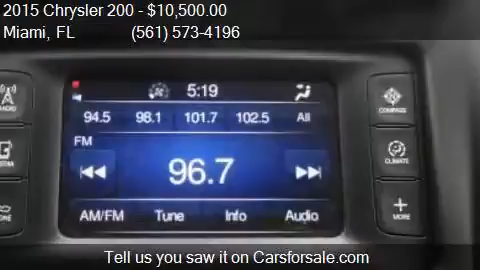 2015 Chrysler 200 - $10,500.00
Miami, FL (561) 573-4196
5:19
94.5 98.1 101.7 102.5 All
FM
96.7
AM/FM Tune Info Audio
RADIO
COMPASS
CLIMATE
MORE
Tell us you saw it on Carsforsale.com